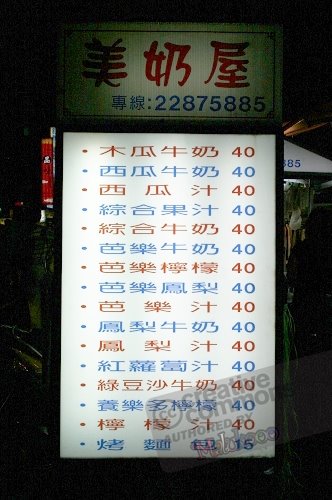 美奶屋
專線:22875885
885
• 木瓜牛奶 40
• 西瓜牛奶 40
• 西瓜汁 40
• 綜合果汁 40
• 綜合牛奶 40
• 芭樂牛奶 40
• 芭樂檸檬 40
• 芭樂鳳梨 40
• 芭樂汁 40
• 鳳梨牛奶 40
• 鳳梨汁 40
• 紅蘿蔔汁 40
• 綠豆沙牛奶 40
• 養樂多檸檬 40
• 檸檬汁 40
• 烤麵包 15